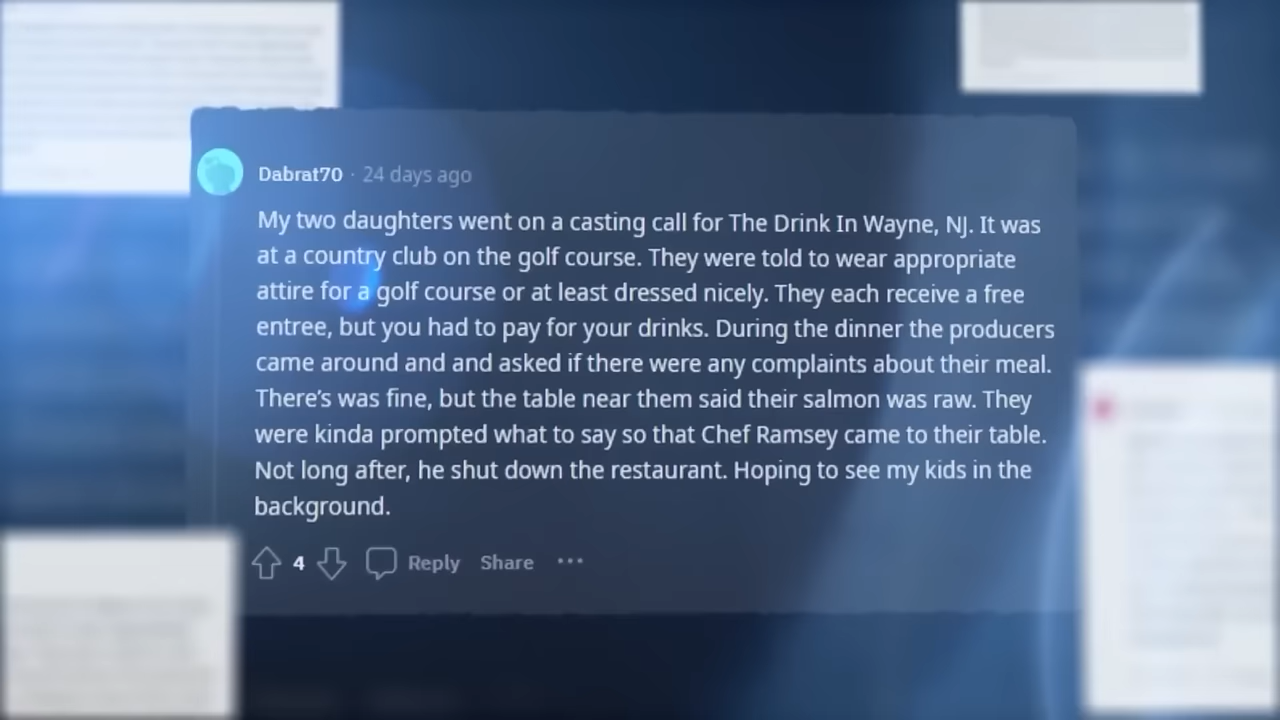 Dabrat70 · 24 days ago
My two daughters went on a casting call for The Drink In Wayne, NJ. It was
at a country club on the golf course. They were told to wear appropriate
attire for a golf course or at least dressed nicely. They each receive a free
entree, but you had to pay for your drinks. During the dinner the producers
came around and and asked if there were any complaints about their meal.
There’s was fine, but the table near them said their salmon was raw. They
were kinda prompted what to say so that Chef Ramsey came to their table.
Not long after, he shut down the restaurant. Hoping to see my kids in the
background.
4 Reply Share ···